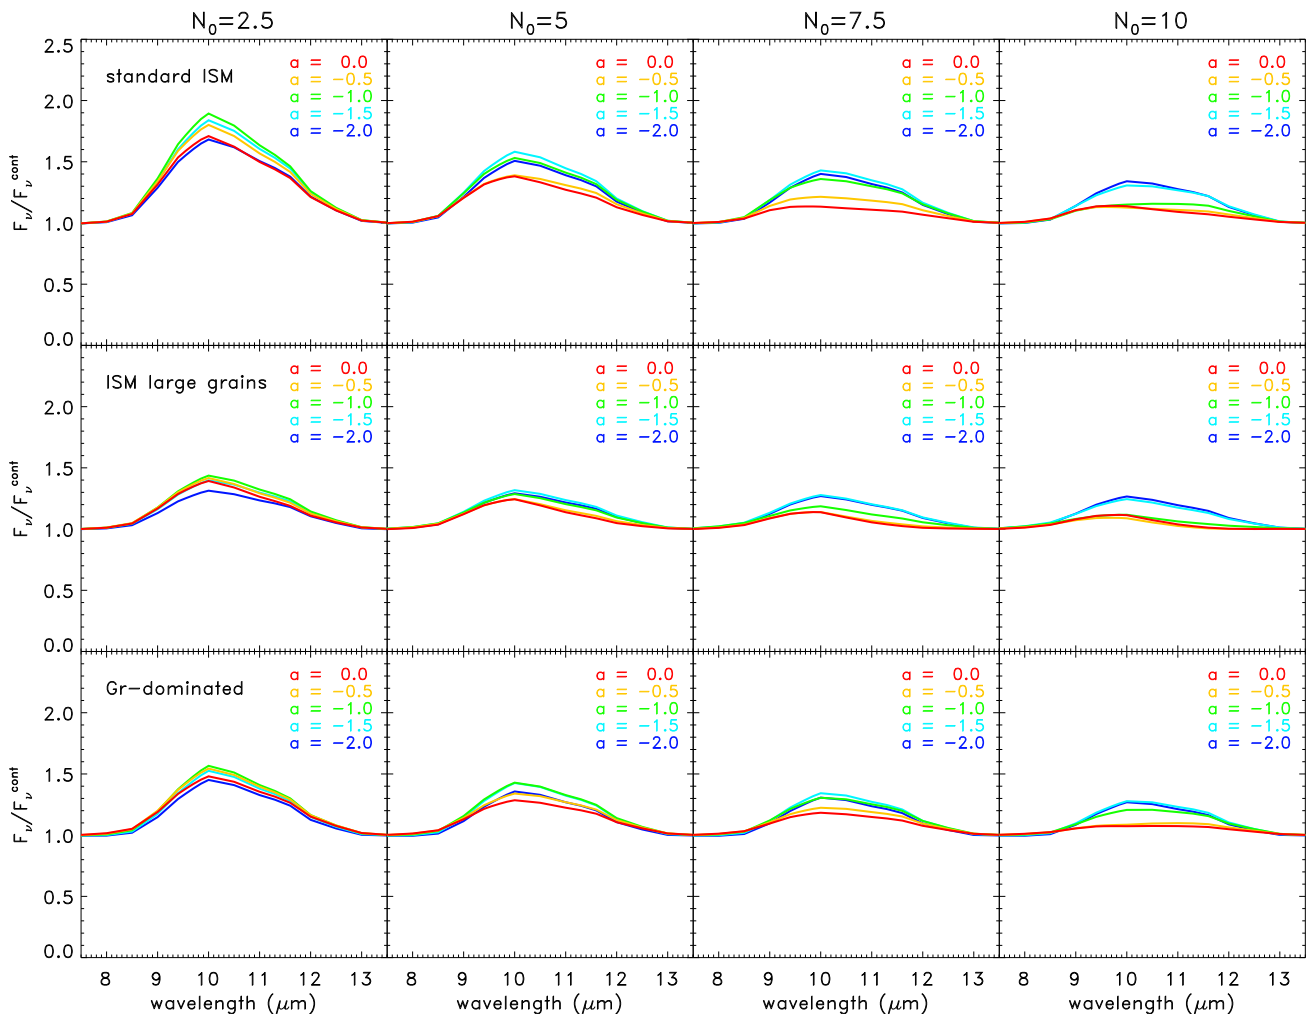 N₀=2.5 N₀=5 N₀=7.5 N₀=10
2.5
standard ISM
a = 0.0
a = −0.5
a = −1.0
a = −1.5
a = −2.0
a = 0.0
a = −0.5
a = −1.0
a = −1.5
a = −2.0
a = 0.0
a = −0.5
a = −1.0
a = −1.5
a = −2.0
a = 0.0
a = −0.5
a = −1.0
a = −1.5
a = −2.0
2.0
1.5
1.0
0.5
0.0
Fν/Fν^cont
ISM large grains
a = 0.0
a = −0.5
a = −1.0
a = −1.5
a = −2.0
a = 0.0
a = −0.5
a = −1.0
a = −1.5
a = −2.0
a = 0.0
a = −0.5
a = −1.0
a = −1.5
a = −2.0
a = 0.0
a = −0.5
a = −1.0
a = −1.5
a = −2.0
2.0
1.5
1.0
0.5
0.0
Fν/Fν^cont
Gr−dominated
a = 0.0
a = −0.5
a = −1.0
a = −1.5
a = −2.0
a = 0.0
a = −0.5
a = −1.0
a = −1.5
a = −2.0
a = 0.0
a = −0.5
a = −1.0
a = −1.5
a = −2.0
a = 0.0
a = −0.5
a = −1.0
a = −1.5
a = −2.0
2.0
1.5
1.0
0.5
0.0
Fν/Fν^cont
8 9 10 11 12 13 8 9 10 11 12 13 8 9 10 11 12 13 8 9 10 11 12 13
wavelength (μm) wavelength (μm) wavelength (μm) wavelength (μm)